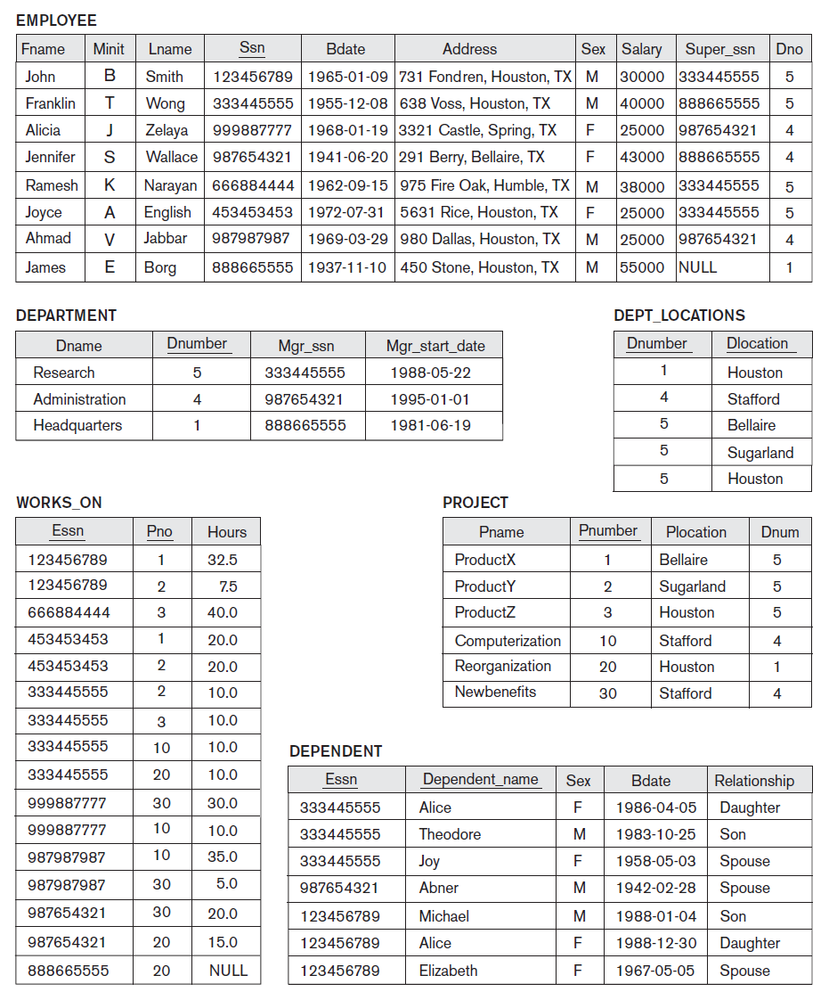 EMPLOYEE
Fname Minit Lname Ssn Bdate Address Sex Salary Super_ssn Dno
John B Smith 123456789 1965-01-09 731 Fondren, Houston, TX M 30000 333445555 5
Franklin T Wong 333445555 1955-12-08 638 Voss, Houston, TX M 40000 888665555 5
Alicia J Zelaya 999887777 1968-01-19 3321 Castle, Spring, TX F 25000 987654321 4
Jennifer S Wallace 987654321 1941-06-20 291 Berry, Bellaire, TX F 43000 888665555 4
Ramesh K Narayan 666884444 1962-09-15 975 Fire Oak, Humble, TX M 38000 333445555 5
Joyce A English 453453453 1972-07-31 5631 Rice, Houston, TX F 25000 333445555 5
Ahmad V Jabbar 987987987 1969-03-29 980 Dallas, Houston, TX M 25000 987654321 4
James E Borg 888665555 1937-11-10 450 Stone, Houston, TX M 55000 NULL 1
DEPARTMENT
Dname Dnumber Mgr_ssn Mgr_start_date
Research 5 333445555 1988-05-22
Administration 4 987654321 1995-01-01
Headquarters 1 888665555 1981-06-19
DEPT_LOCATIONS
Dnumber Dlocation
1 Houston
4 Stafford
5 Bellaire
5 Sugarland
5 Houston
WORKS_ON
Essn Pno Hours
123456789 1 32.5
123456789 2 7.5
666884444 3 40.0
453453453 1 20.0
453453453 2 20.0
333445555 2 10.0
333445555 3 10.0
333445555 10 10.0
333445555 20 10.0
999887777 30 30.0
999887777 10 10.0
987987987 10 35.0
987987987 30 5.0
987654321 30 20.0
987654321 20 15.0
888665555 20 NULL
PROJECT
Pname Pnumber Plocation Dnum
ProductX 1 Bellaire 5
ProductY 2 Sugarland 5
ProductZ 3 Houston 5
Computerization 10 Stafford 4
Reorganization 20 Houston 1
Newbenefits 30 Stafford 4
DEPENDENT
Essn Dependent_name Sex Bdate Relationship
333445555 Alice F 1986-04-05 Daughter
333445555 Theodore M 1983-10-25 Son
333445555 Joy F 1958-05-03 Spouse
987654321 Abner M 1942-02-28 Spouse
123456789 Michael M 1988-01-04 Son
123456789 Alice F 1988-12-30 Daughter
123456789 Elizabeth F 1967-05-05 Spouse